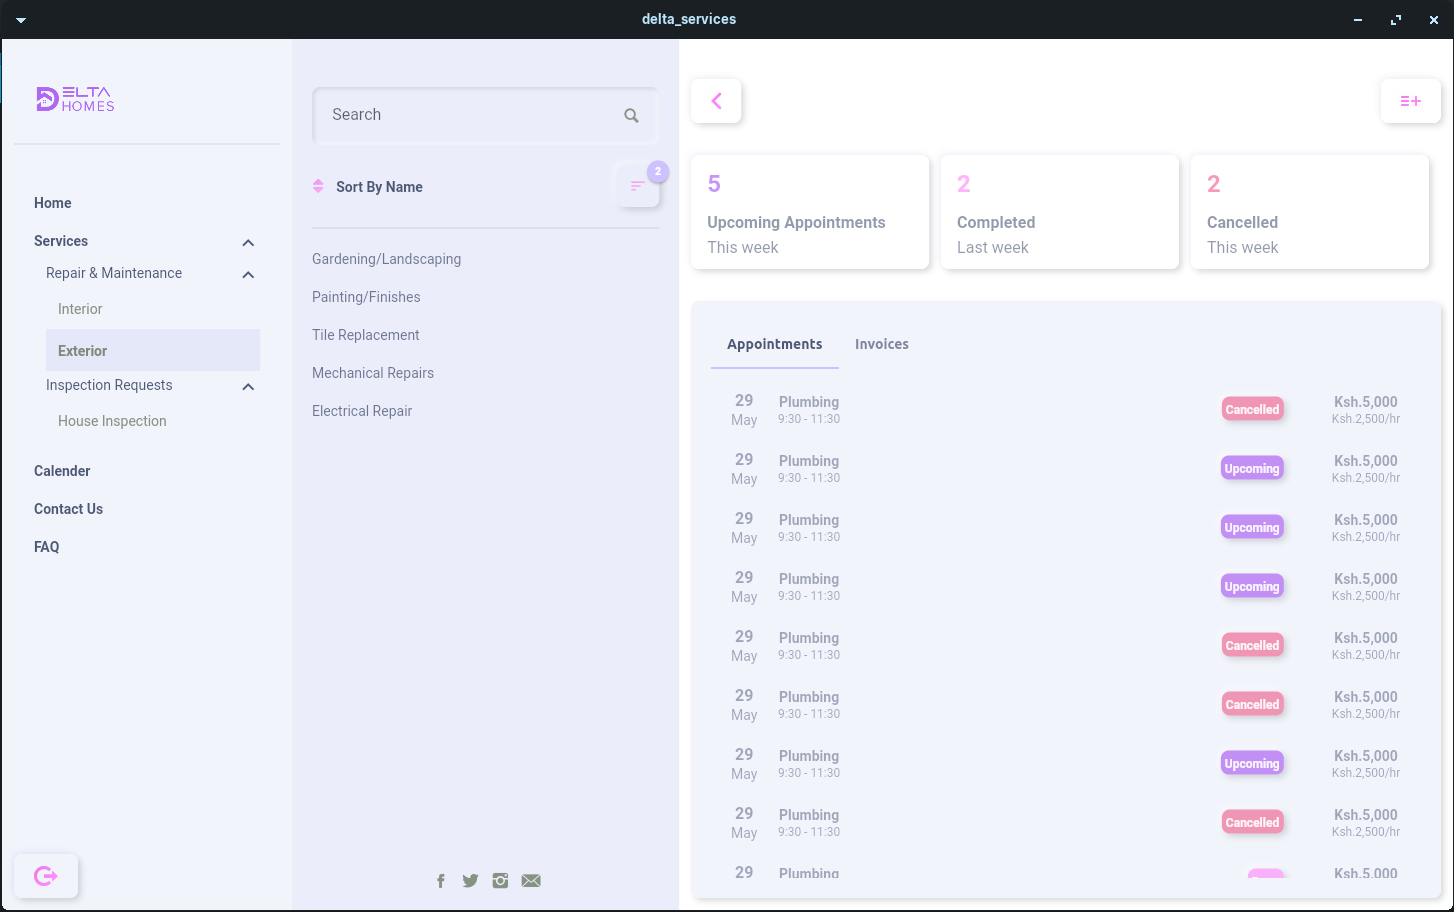 delta_services
DELTA
HOMES
Home
Services
Repair & Maintenance
Interior
Exterior
Inspection Requests
House Inspection
Calender
Contact Us
FAQ
Search
Sort By Name
2
Gardening/Landscaping
Painting/Finishes
Tile Replacement
Mechanical Repairs
Electrical Repair
5
Upcoming Appointments
This week
2
Completed
Last week
2
Cancelled
This week
Appointments Invoices
29 Plumbing Cancelled Ksh.5,000
May 9:30 - 11:30 Ksh.2,500/hr
29 Plumbing Upcoming Ksh.5,000
May 9:30 - 11:30 Ksh.2,500/hr
29 Plumbing Upcoming Ksh.5,000
May 9:30 - 11:30 Ksh.2,500/hr
29 Plumbing Upcoming Ksh.5,000
May 9:30 - 11:30 Ksh.2,500/hr
29 Plumbing Cancelled Ksh.5,000
May 9:30 - 11:30 Ksh.2,500/hr
29 Plumbing Cancelled Ksh.5,000
May 9:30 - 11:30 Ksh.2,500/hr
29 Plumbing Upcoming Ksh.5,000
May 9:30 - 11:30 Ksh.2,500/hr
29 Plumbing Cancelled Ksh.5,000
May 9:30 - 11:30 Ksh.2,500/hr
29 Plumbing Ksh.5,000